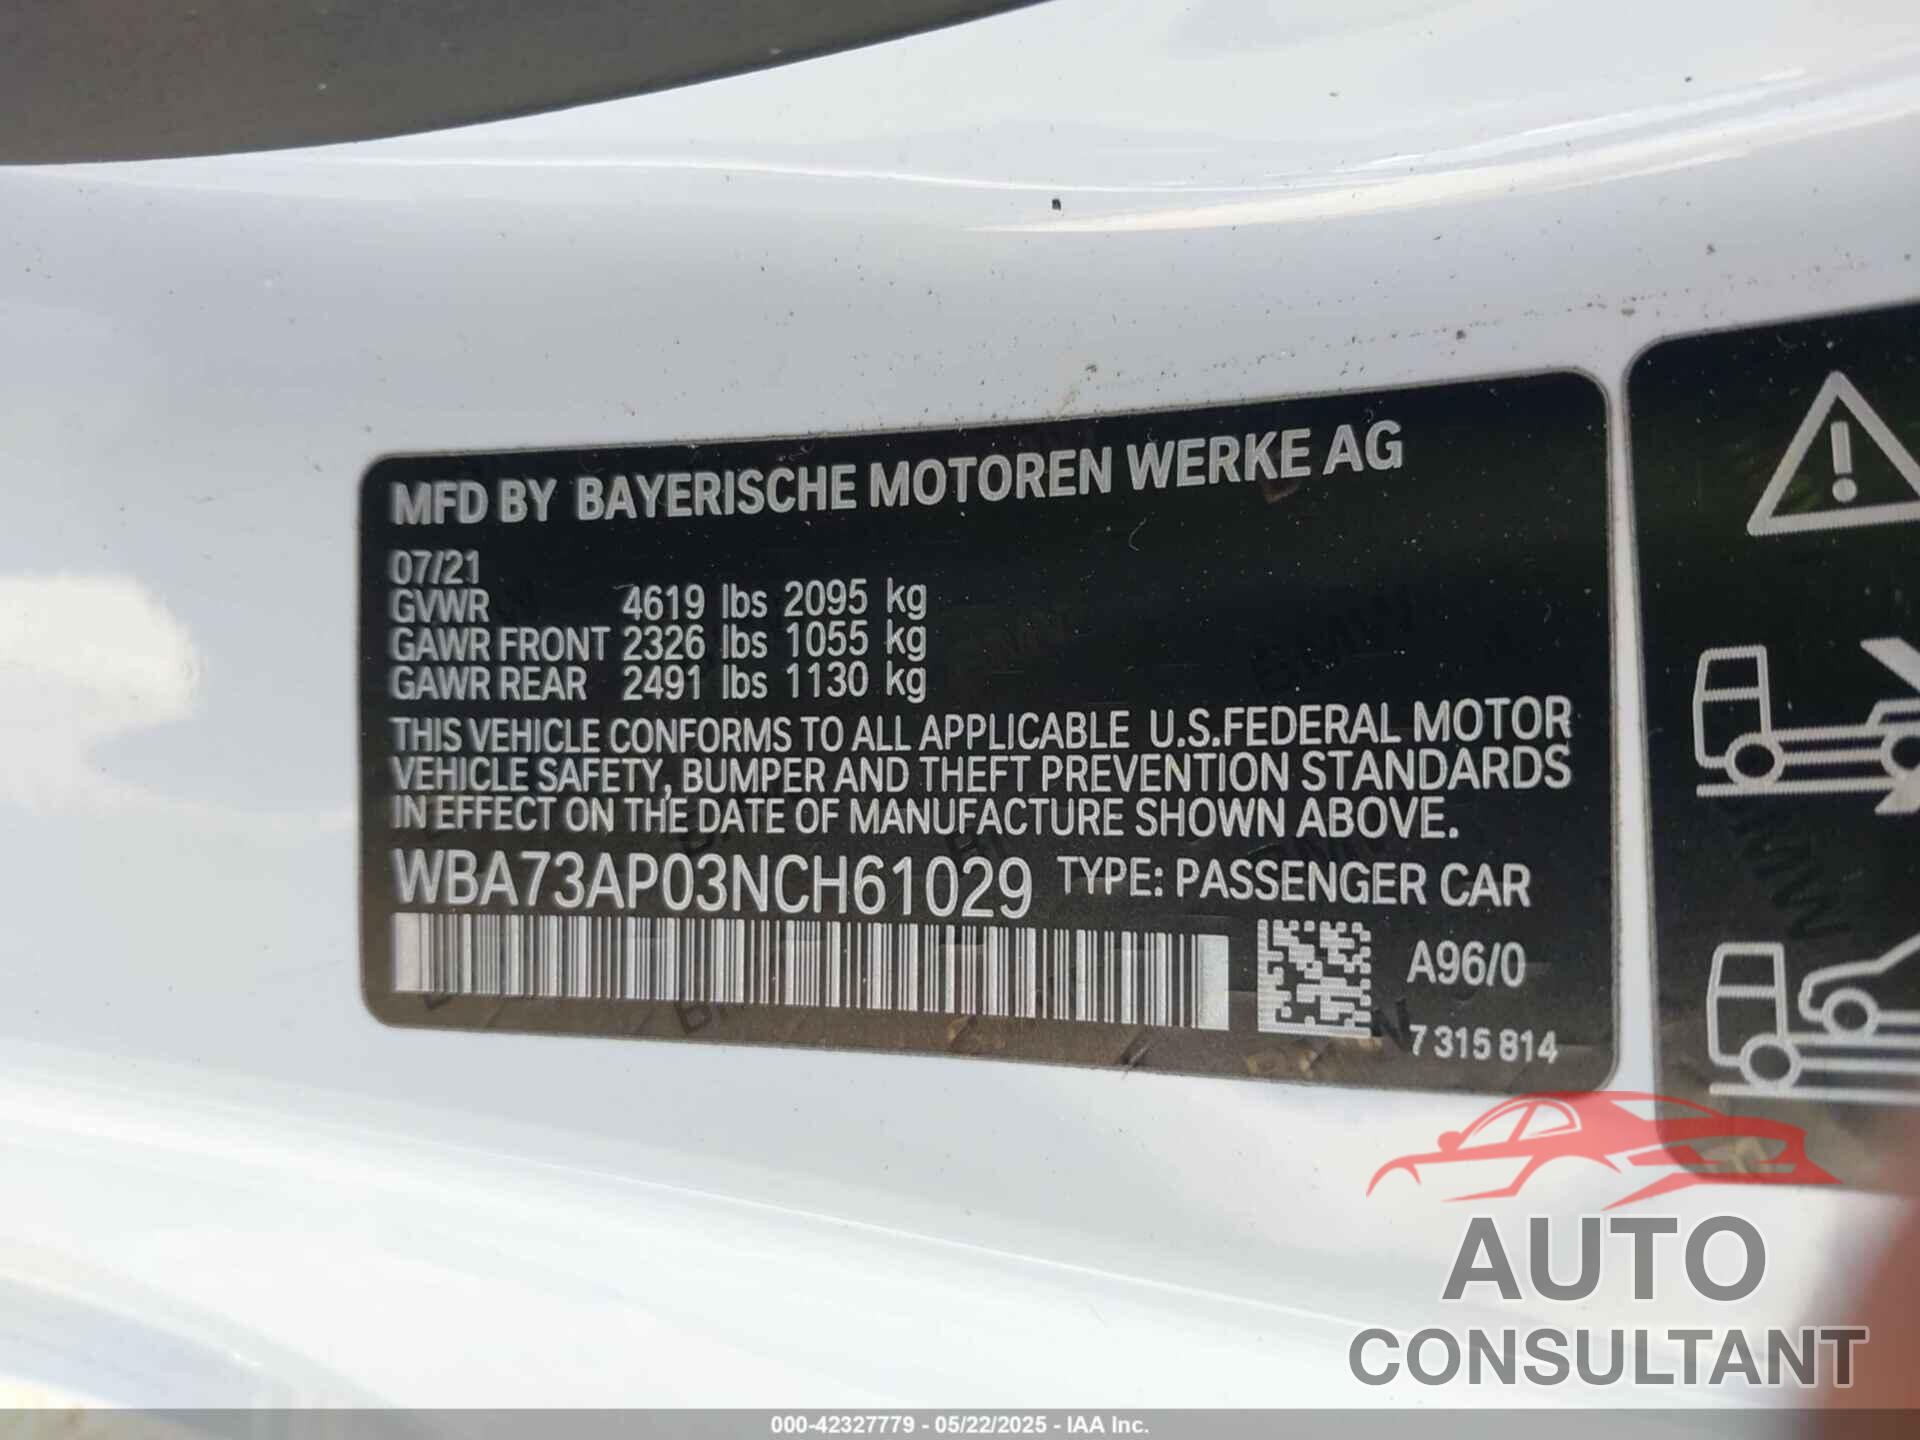 MFD BY BAYERISCHE MOTOREN WERKE AG
07/21
GVWR 4619 lbs 2095 kg
GAWR FRONT 2326 lbs 1055 kg
GAWR REAR 2491 lbs 1130 kg
THIS VEHICLE CONFORMS TO ALL APPLICABLE U.S.FEDERAL MOTOR
VEHICLE SAFETY, BUMPER AND THEFT PREVENTION STANDARDS
IN EFFECT ON THE DATE OF MANUFACTURE SHOWN ABOVE.
WBA73AP03NCH61029 TYPE: PASSENGER CAR
A96/0
7 315 814
AUTO
CONSULTANT
000-42327779 - 05/22/2025 - IAA Inc.